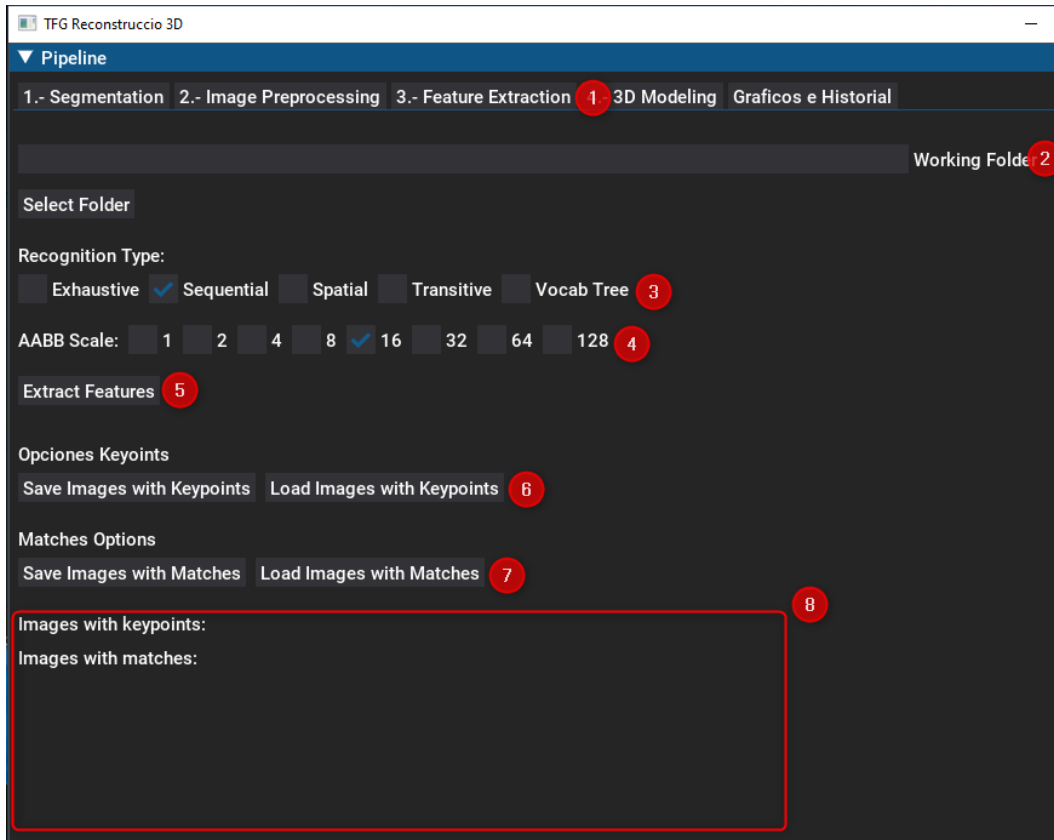 TFG Reconstruccio 3D
Pipeline
1.- Segmentation 2.- Image Preprocessing 3.- Feature Extraction 1 .- 3D Modeling Graficos e Historial
Working Folder 2
Select Folder
Recognition Type:
Exhaustive Sequential Spatial Transitive Vocab Tree 3
AABB Scale: 1 2 4 8 16 32 64 128 4
Extract Features 5
Opciones Keyoints
Save Images with Keypoints Load Images with Keypoints 6
Matches Options
Save Images with Matches Load Images with Matches 7
8
Images with keypoints:
Images with matches: